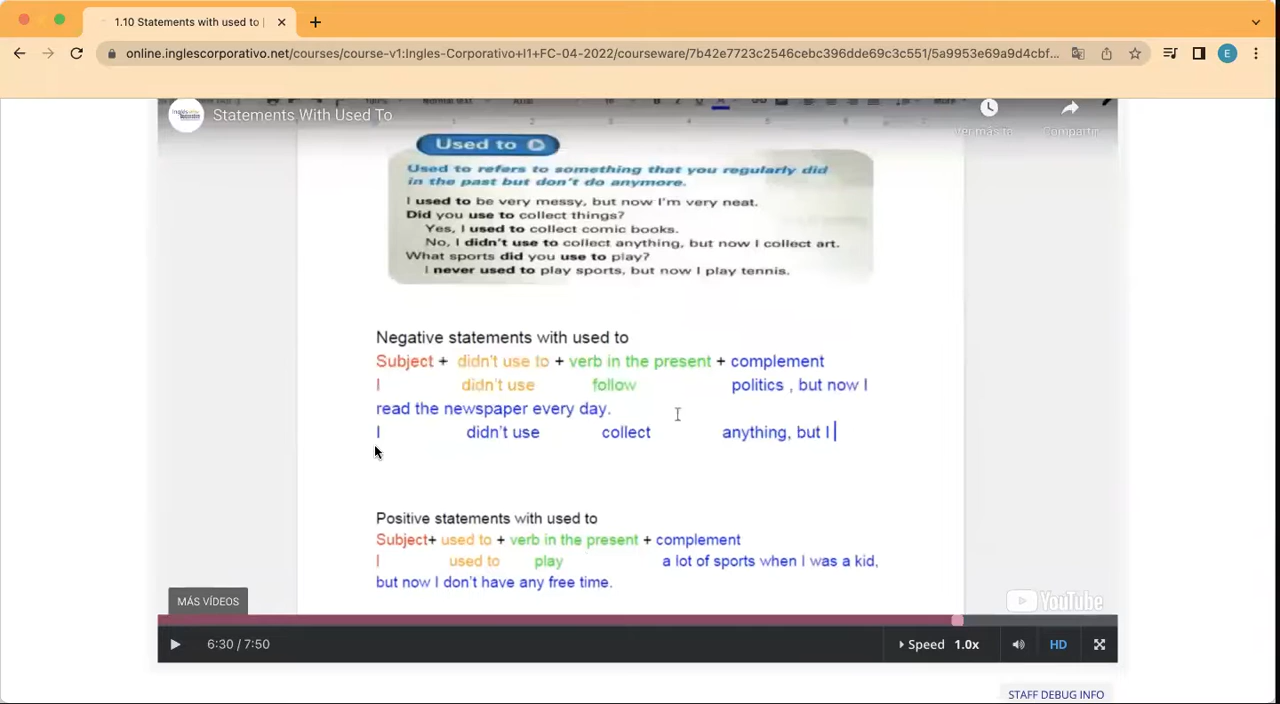 1.10 Statements with used to |
online.inglescorporativo.net/courses/course-v1:Ingles-Corporativo+I1+FC-04-2022/courseware/7b42e7723c2546cebc396dde69c3c551/5a9953e69a9d4cbf...
E
Statements With Used To
Ver más ta
Compartir
Used to
Used to refers to something that you regularly did
in the past but don't do anymore.
I used to be very messy, but now I'm very neat.
Did you use to collect things?
Yes, I used to collect comic books.
No, I didn't use to collect anything, but now I collect art.
What sports did you use to play?
I never used to play sports, but now I play tennis.
Negative statements with used to
Subject + didn't use to + verb in the present + complement
I didn't use follow politics , but now I
read the newspaper every day.
I didn't use collect anything, but I
Positive statements with used to
Subject+ used to + verb in the present + complement
I used to play a lot of sports when I was a kid,
but now I don't have any free time.
MÁS VÍDEOS
YouTube
6:30 / 7:50
Speed 1.0x
HD
STAFF DEBUG INFO